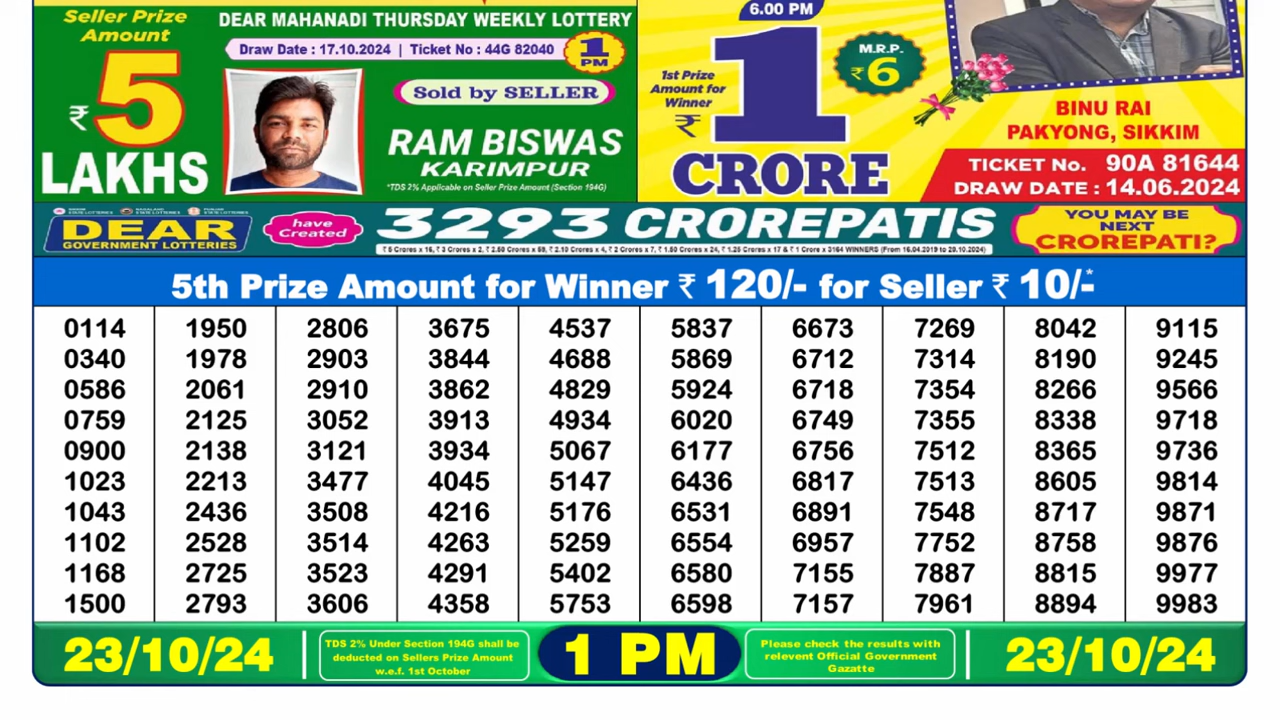 Seller Prize
Amount
₹ 5
LAKHS
DEAR MAHANADI THURSDAY WEEKLY LOTTERY
Draw Date : 17.10.2024 | Ticket No : 44G 82040
1
PM
Sold by SELLER
RAM BISWAS
KARIMPUR
*TDS 2% Applicable on Seller Prize Amount (Section 194G)
6.00 PM
1st Prize
Amount for
Winner
₹ 1
CRORE
M.R.P.
₹ 6
BINU RAI
PAKYONG, SIKKIM
TICKET No. 90A 81644
DRAW DATE : 14.06.2024
DEAR
GOVERNMENT LOTTERIES
have
Created
3293 CROREPATIS
YOU MAY BE
NEXT
CROREPATI?
5th Prize Amount for Winner ₹ 120/- for Seller ₹ 10/-*
0114 1950 2806 3675 4537 5837 6673 7269 8042 9115
0340 1978 2903 3844 4688 5869 6712 7314 8190 9245
0586 2061 2910 3862 4829 5924 6718 7354 8266 9566
0759 2125 3052 3913 4934 6020 6749 7355 8338 9718
0900 2138 3121 3934 5067 6177 6756 7512 8365 9736
1023 2213 3477 4045 5147 6436 6817 7513 8605 9814
1043 2436 3508 4216 5176 6531 6891 7548 8717 9871
1102 2528 3514 4263 5259 6554 6957 7752 8758 9876
1168 2725 3523 4291 5402 6580 7155 7887 8815 9977
1500 2793 3606 4358 5753 6598 7157 7961 8894 9983
23/10/24
TDS 2% Under Section 194G shall be
deducted on Sellers Prize Amount
w.e.f. 1st October
1 PM
Please check the results with
relevent Official Government
Gazatte
23/10/24